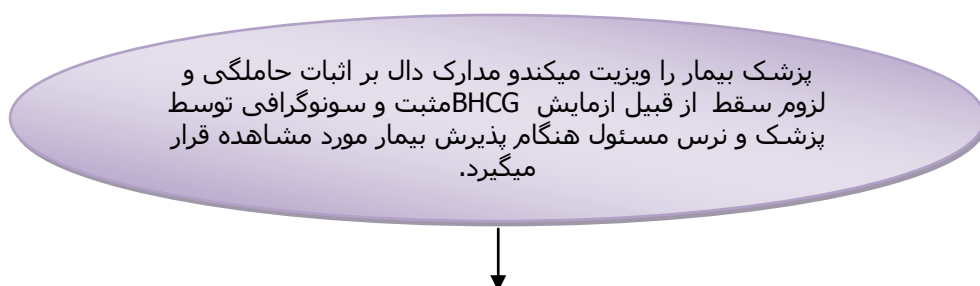 پزشک بیمار را ویزیت میکندو مدارک دال بر اثبات حاملگی و
لزوم سقط از قبیل ازمایش BHCGمثبت و سونوگرافی توسط
پزشک و نرس مسئول هنگام پذیرش بیمار مورد مشاهده قرار
میگیرد.